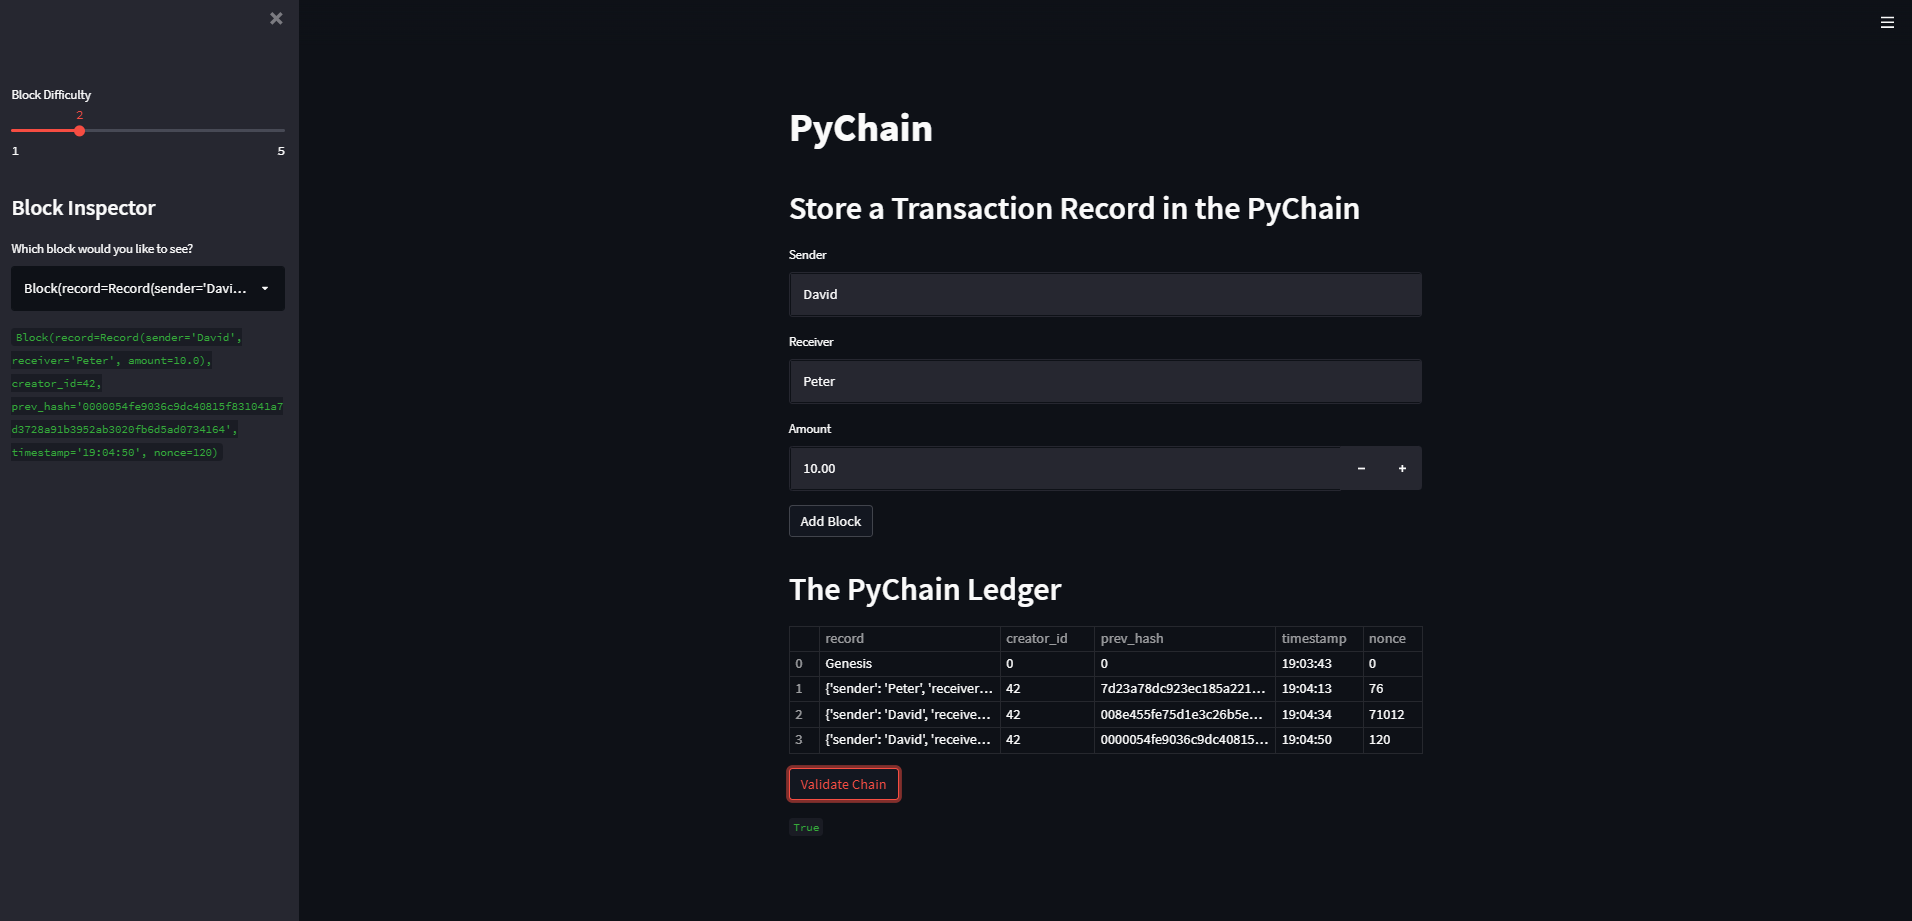 Block Difficulty
2
1 5
Block Inspector
Which block would you like to see?
Block(record=Record(sender='Davi...
Block(record=Record(sender='David',
receiver='Peter', amount=10.0),
creator_id=42,
prev_hash='0000054fe9036c9dc40815f831041a7
d3728a91b3952ab3020fb6d5ad0734164',
timestamp='19:04:50', nonce=120)
PyChain
Store a Transaction Record in the PyChain
Sender
David
Receiver
Peter
Amount
10.00 - +
Add Block
The PyChain Ledger
record creator_id prev_hash timestamp nonce
0 Genesis 0 0 19:03:43 0
1 {'sender': 'Peter', 'receiver... 42 7d23a78dc923ec185a221... 19:04:13 76
2 {'sender': 'David', 'receive... 42 008e455fe75d1e3c26b5e... 19:04:34 71012
3 {'sender': 'David', 'receive... 42 0000054fe9036c9dc40815... 19:04:50 120
Validate Chain
True